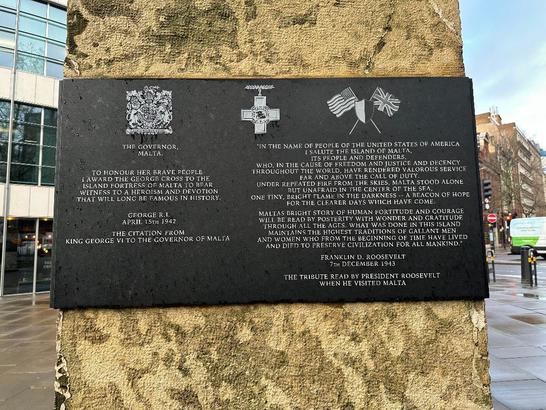 THE GOVERNOR,
MALTA.
TO HONOUR HER BRAVE PEOPLE
I AWARD THE GEORGE CROSS TO THE
ISLAND FORTRESS OF MALTA TO BEAR
WITNESS TO A HEROISM AND DEVOTION
THAT WILL LONG BE FAMOUS IN HISTORY.
GEORGE R.I.
APRIL 15TH 1942
THE CITATION FROM
KING GEORGE VI TO THE GOVERNOR OF MALTA
"IN THE NAME OF PEOPLE OF THE UNITED STATES OF AMERICA
I SALUTE THE ISLAND OF MALTA,
ITS PEOPLE AND DEFENDERS,
WHO, IN THE CAUSE OF FREEDOM AND JUSTICE AND DECENCY
THROUGHOUT THE WORLD, HAVE RENDERED VALOROUS SERVICE
FAR AND ABOVE THE CALL OF DUTY.
UNDER REPEATED FIRE FROM THE SKIES, MALTA STOOD ALONE
BUT UNAFRAID IN THE CENTER OF THE SEA,
ONE TINY, BRIGHT FLAME IN THE DARKNESS – A BEACON OF HOPE
FOR THE CLEARER DAYS WHICH HAVE COME.
MALTAS BRIGHT STORY OF HUMAN FORTITUDE AND COURAGE
WILL BE READ BY POSTERITY WITH WONDER AND GRATITUDE
THROUGH ALL THE AGES. WHAT WAS DONE IN THIS ISLAND
MAINTAINS THE HIGHEST TRADITIONS OF GALLANT MEN
AND WOMEN WHO FROM THE BEGINNING OF TIME HAVE LIVED
AND DIED TO PRESERVE CIVILIZATION FOR ALL MANKIND."
FRANKLIN D. ROOSEVELT
7TH DECEMBER 1943
THE TRIBUTE READ BY PRESIDENT ROOSEVELT
WHEN HE VISITED MALTA